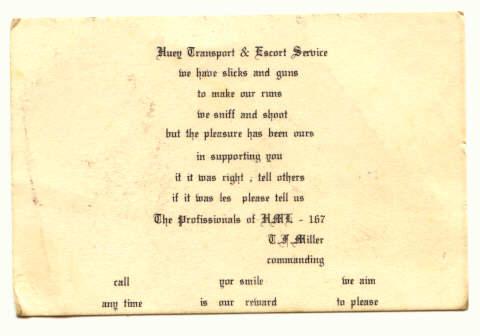 Huey Transport & Escort Service
we have slicks and guns
to make our runs
we sniff and shoot
but the pleasure has been ours
in supporting you
it it was right , tell others
if it was les please tell us
The Profissionals of HML - 167
T.F.Miller
commanding
call yor smile we aim
any time is our reward to please